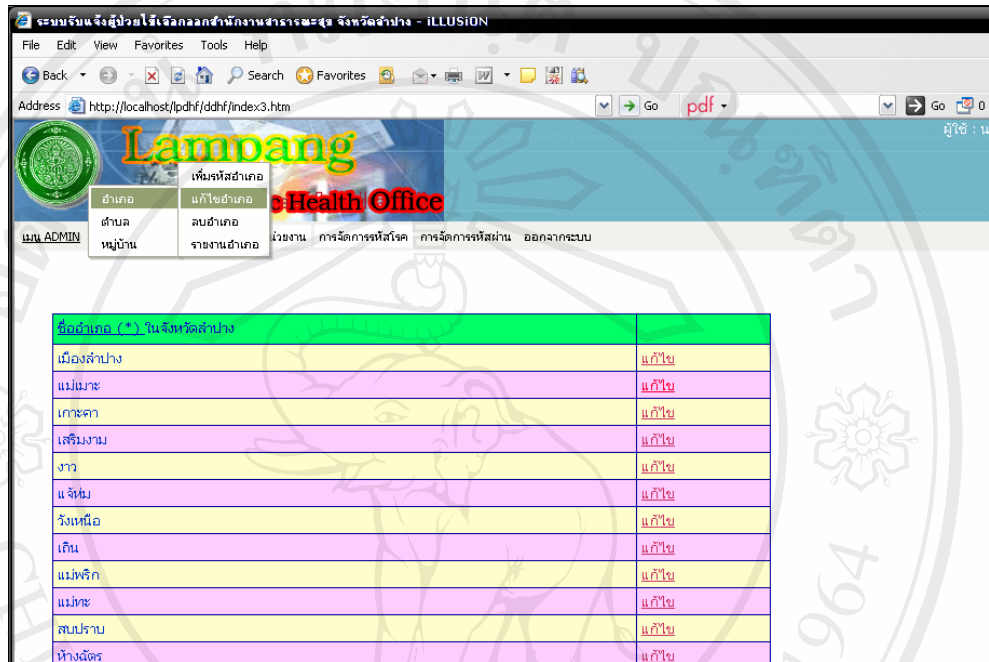 ระบบรับแจ้งผู้ป่วยไข้เลือดออกสำนักงานสาธารณะสุข จังหวัดลำปาง - iLLUSiON
File Edit View Favorites Tools Help
Back Search Favorites
Address http://localhost/lpdhf/ddhf/index3.htm Go pdf Go 0
ผู้ใช้ : น
Lampang
เพิ่มรหัสอำเภอ
อำเภอ แก้ไขอำเภอ c Health Office
ตำบล ลบอำเภอ
เมนู ADMIN หมู่บ้าน รายงานอำเภอ น่วยงาน การจัดการรหัสโรค การจัดการรหัสผ่าน ออกจากระบบ
ชื่ออำเภอ (*) ในจังหวัดลำปาง
เมืองลำปาง แก้ไข
แม่เมาะ แก้ไข
เกาะคา แก้ไข
เสริมงาม แก้ไข
งาว แก้ไข
แจ้ห่ม แก้ไข
วังเหนือ แก้ไข
เถิน แก้ไข
แม่พริก แก้ไข
แม่ทะ แก้ไข
สบปราบ แก้ไข
ห้างฉัตร แก้ไข
1964